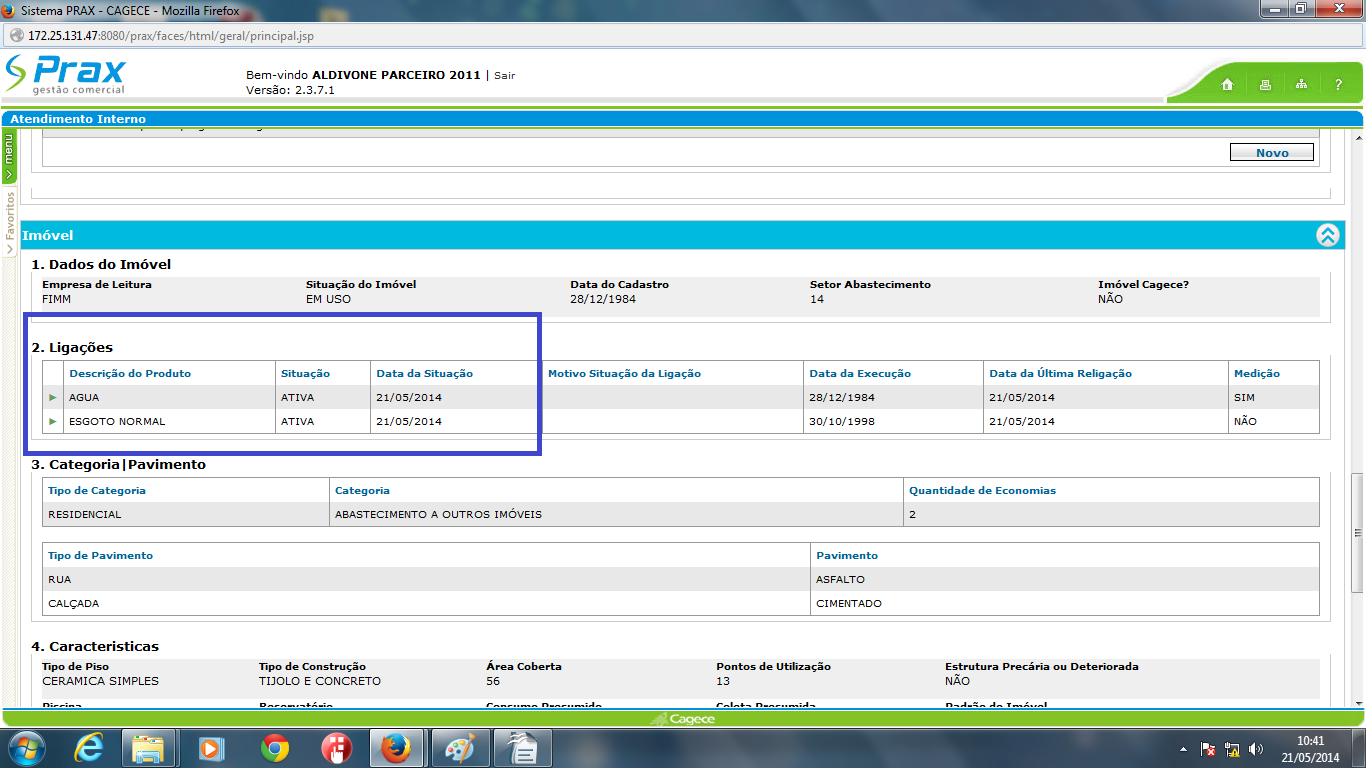 Sistema PRAX - CAGECE - Mozilla Firefox
172.25.131.47:8080/prax/faces/html/geral/principal.jsp
Prax
gestão comercial
Bem-vindo ALDIVONE PARCEIRO 2011 | Sair
Versão: 2.3.7.1
?
Atendimento Interno
menu
Favoritos
Novo
Imóvel
1. Dados do Imóvel
Empresa de Leitura Situação do Imóvel Data do Cadastro Setor Abastecimento Imóvel Cagece?
FIMM EM USO 28/12/1984 14 NÃO
2. Ligações
Descrição do Produto Situação Data da Situação Motivo Situação da Ligação Data da Execução Data da Última Religação Medição
AGUA ATIVA 21/05/2014 28/12/1984 21/05/2014 SIM
ESGOTO NORMAL ATIVA 21/05/2014 30/10/1998 21/05/2014 NÃO
3. Categoria|Pavimento
Tipo de Categoria Categoria Quantidade de Economias
RESIDENCIAL ABASTECIMENTO A OUTROS IMÓVEIS 2
Tipo de Pavimento Pavimento
RUA ASFALTO
CALÇADA CIMENTADO
4. Caracteristicas
Tipo de Piso Tipo de Construção Área Coberta Pontos de Utilização Estrutura Precária ou Deteriorada
CERAMICA SIMPLES TIJOLO E CONCRETO 56 13 NÃO
Piscina Reservatório Consumo Presumido Coleta Presumida Padrão do Imóvel
Cagece
10:41
21/05/2014